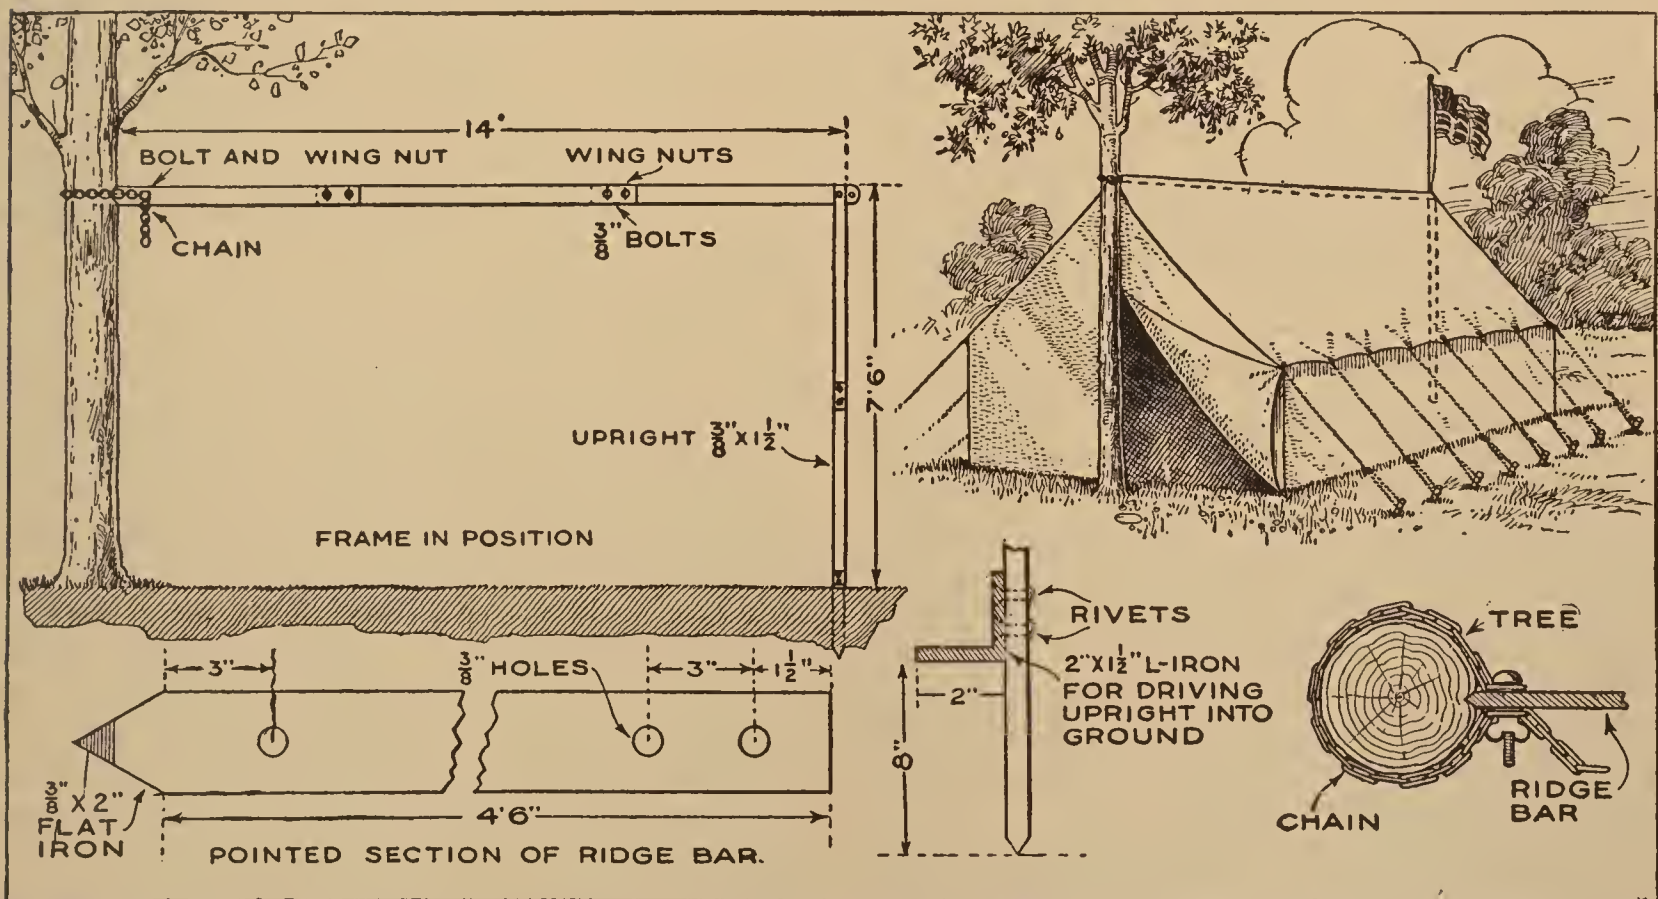 14'
BOLT AND WING NUT
WING NUTS
CHAIN
3/8" BOLTS
7'6"
UPRIGHT 3/8" X 1 1/2"
FRAME IN POSITION
3"
3/8" HOLES
3"
1 1/2"
3/8" X 2"
FLAT
IRON
4'6"
POINTED SECTION OF RIDGE BAR.
RIVETS
2" X 1 1/2" L-IRON
FOR DRIVING
UPRIGHT INTO
GROUND
2"
8"
TREE
RIDGE
BAR
CHAIN